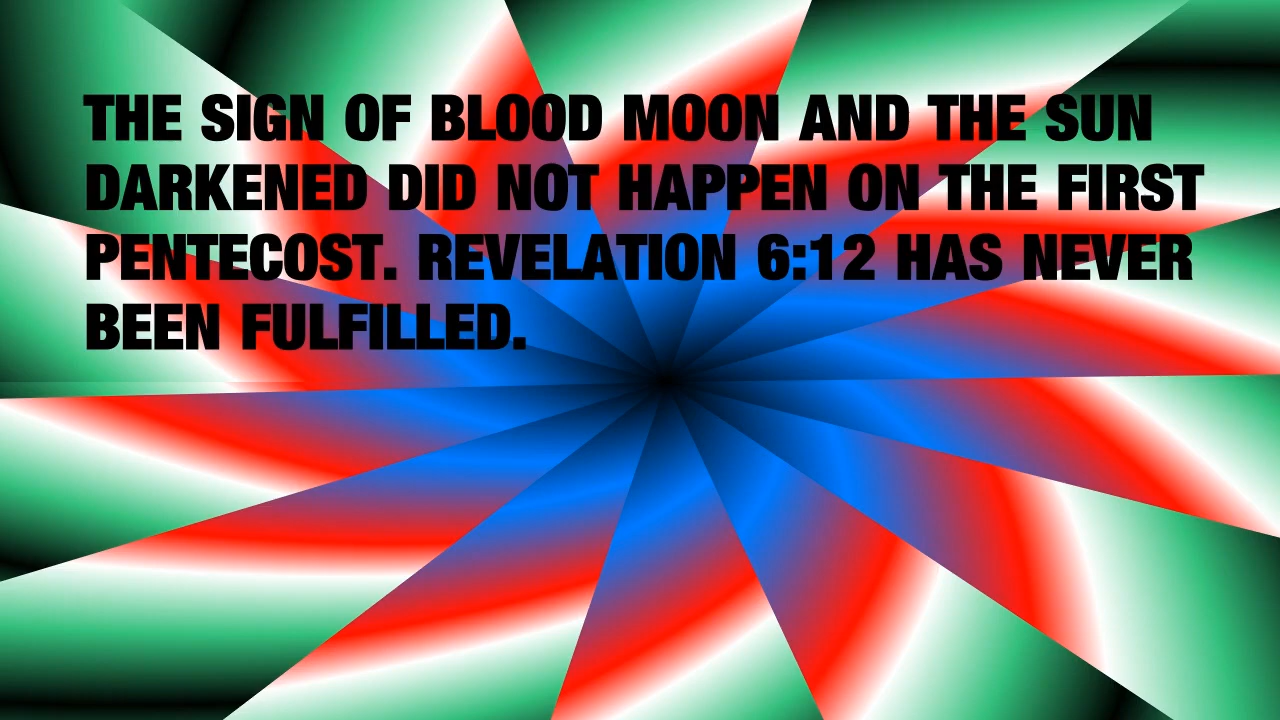 THE SIGN OF BLOOD MOON AND THE SUN
DARKENED DID NOT HAPPEN ON THE FIRST
PENTECOST. REVELATION 6:12 HAS NEVER
BEEN FULFILLED.